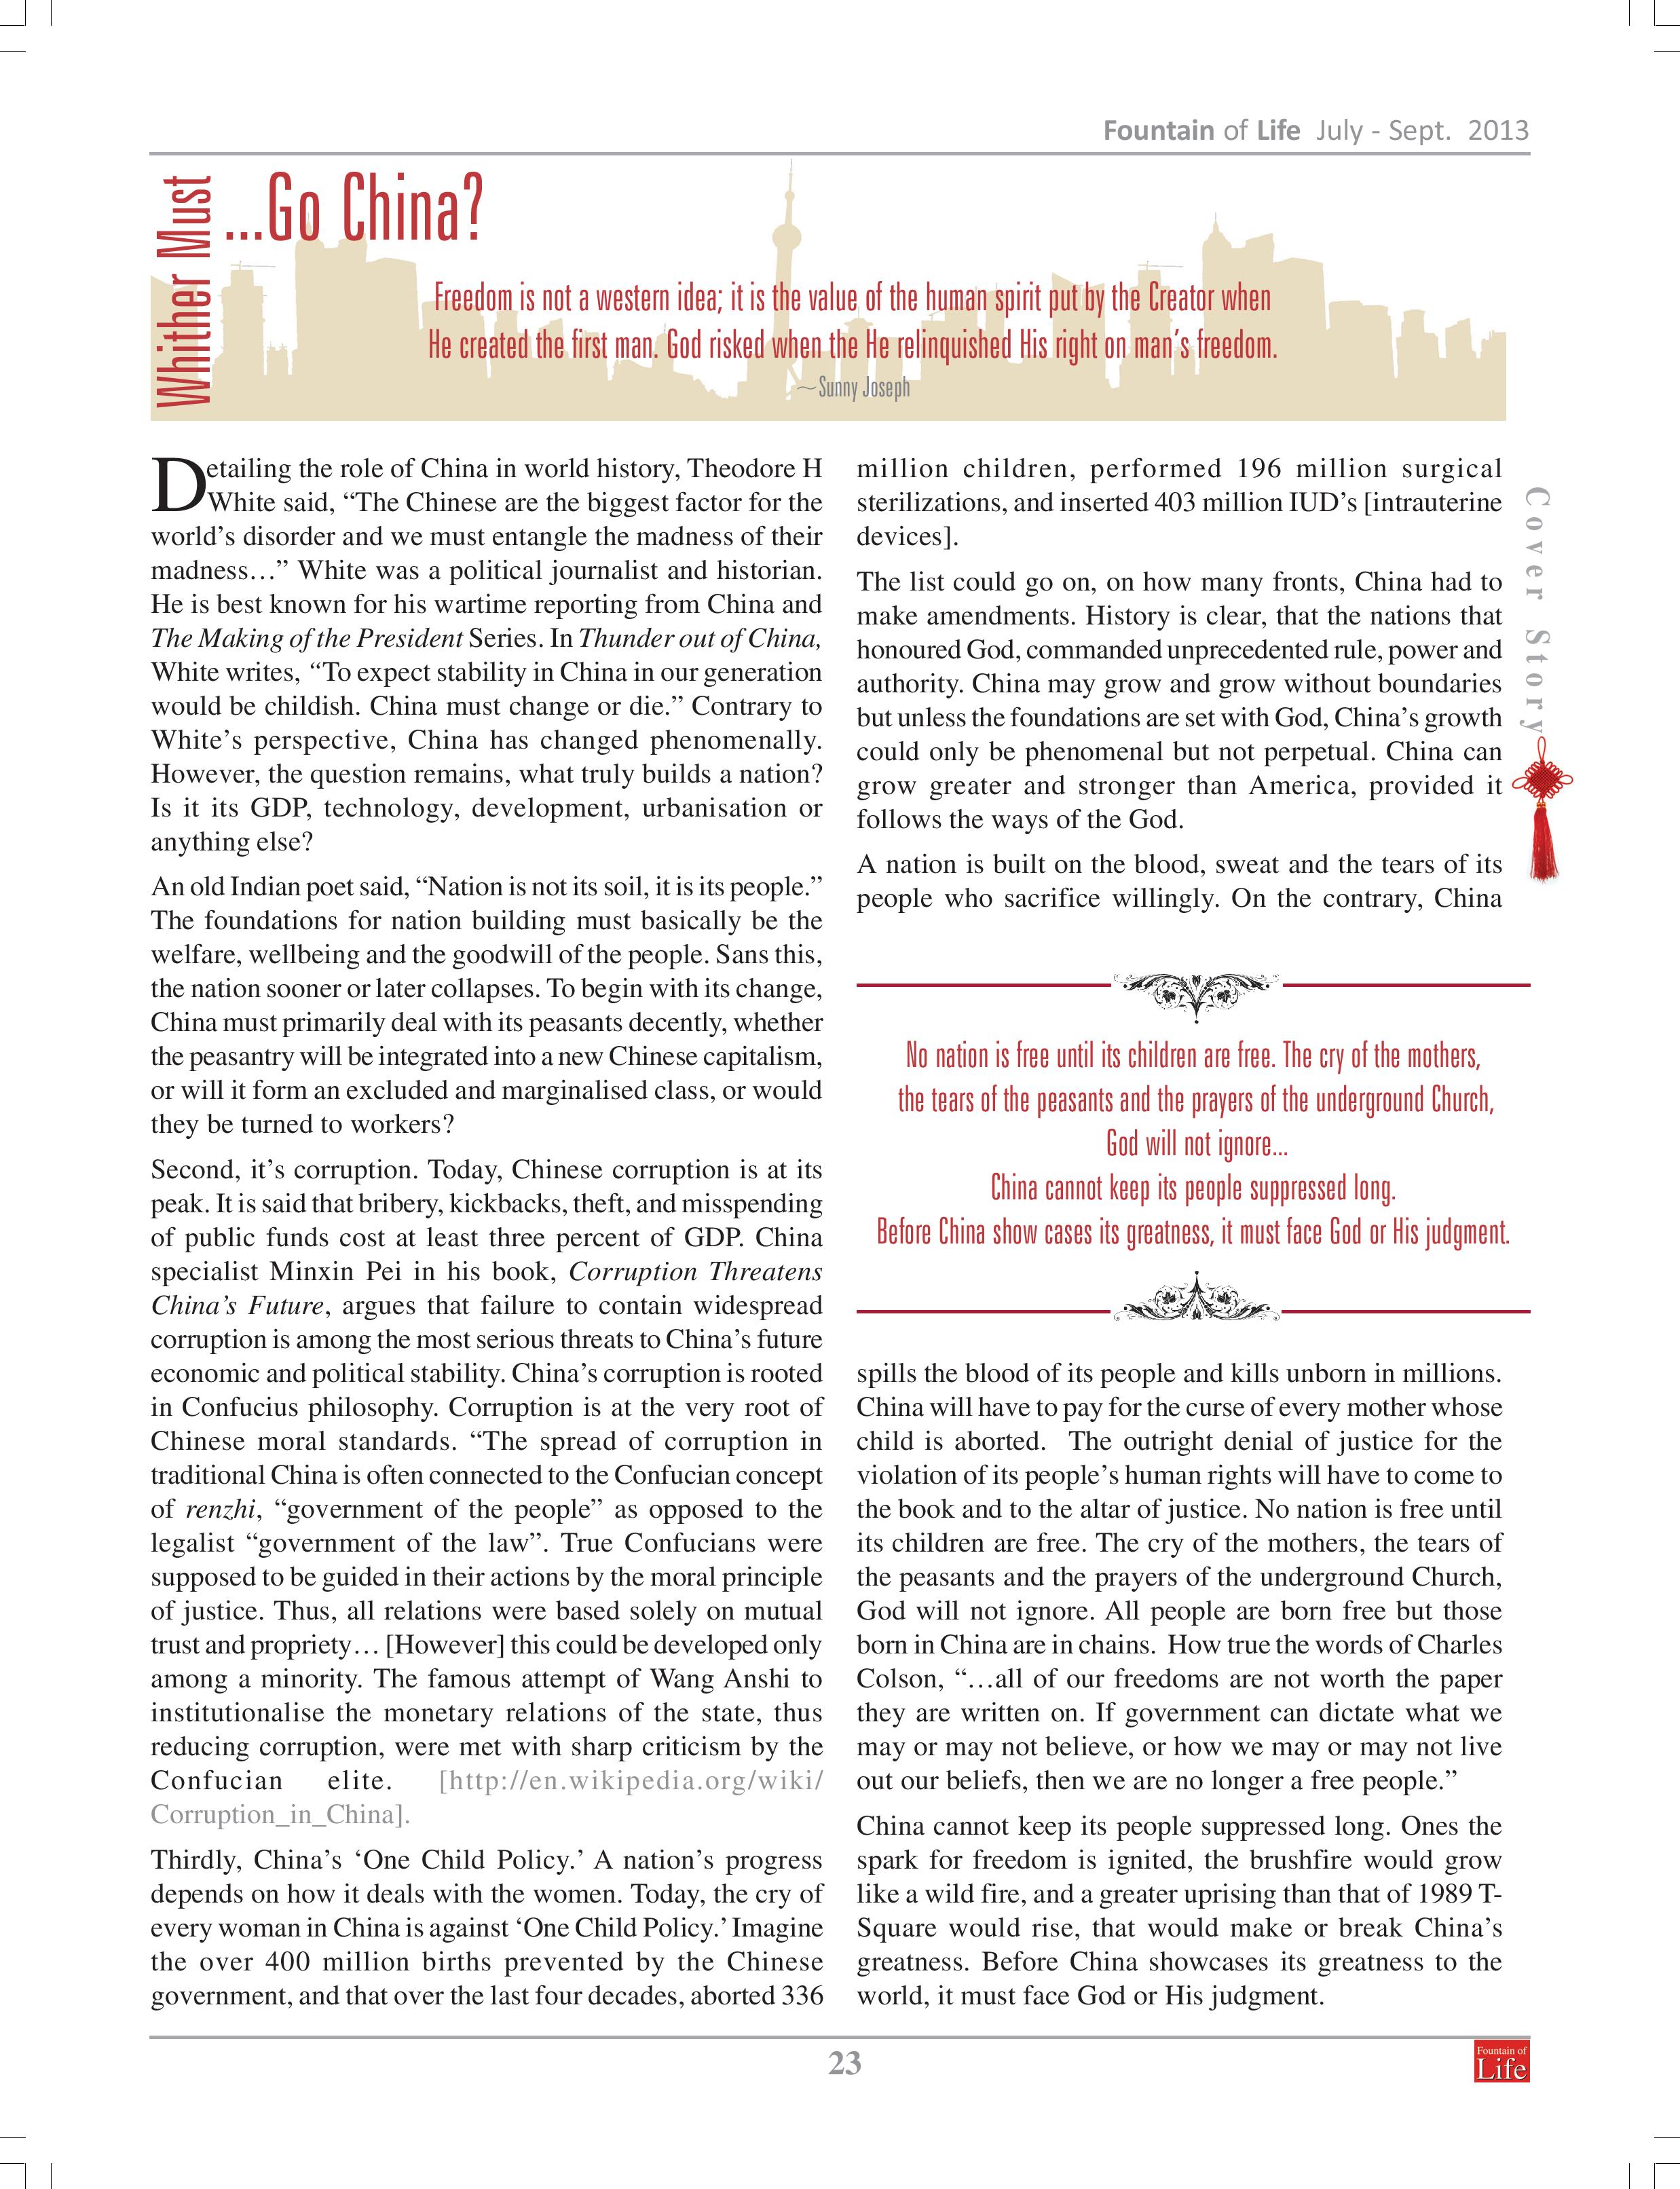 Fountain of Life July - Sept. 2013
Whither Must
...Go China?
Freedom is not a western idea; it is the value of the human spirit put by the Creator when
He created the first man. God risked when the He relinquished His right on man's freedom.
~Sunny Joseph
Detailing the role of China in world history, Theodore H
White said, “The Chinese are the biggest factor for the
world’s disorder and we must entangle the madness of their
madness…” White was a political journalist and historian.
He is best known for his wartime reporting from China and
The Making of the President Series. In Thunder out of China,
White writes, “To expect stability in China in our generation
would be childish. China must change or die.” Contrary to
White’s perspective, China has changed phenomenally.
However, the question remains, what truly builds a nation?
Is it its GDP, technology, development, urbanisation or
anything else?
An old Indian poet said, “Nation is not its soil, it is its people.”
The foundations for nation building must basically be the
welfare, wellbeing and the goodwill of the people. Sans this,
the nation sooner or later collapses. To begin with its change,
China must primarily deal with its peasants decently, whether
the peasantry will be integrated into a new Chinese capitalism,
or will it form an excluded and marginalised class, or would
they be turned to workers?
Second, it’s corruption. Today, Chinese corruption is at its
peak. It is said that bribery, kickbacks, theft, and misspending
of public funds cost at least three percent of GDP. China
specialist Minxin Pei in his book, Corruption Threatens
China’s Future, argues that failure to contain widespread
corruption is among the most serious threats to China’s future
economic and political stability. China’s corruption is rooted
in Confucius philosophy. Corruption is at the very root of
Chinese moral standards. “The spread of corruption in
traditional China is often connected to the Confucian concept
of renzhi, “government of the people” as opposed to the
legalist “government of the law”. True Confucians were
supposed to be guided in their actions by the moral principle
of justice. Thus, all relations were based solely on mutual
trust and propriety… [However] this could be developed only
among a minority. The famous attempt of Wang Anshi to
institutionalise the monetary relations of the state, thus
reducing corruption, were met with sharp criticism by the
Confucian elite. [http://en.wikipedia.org/wiki/
Corruption_in_China].
Thirdly, China’s ‘One Child Policy.’ A nation’s progress
depends on how it deals with the women. Today, the cry of
every woman in China is against ‘One Child Policy.’ Imagine
the over 400 million births prevented by the Chinese
government, and that over the last four decades, aborted 336
million children, performed 196 million surgical
sterilizations, and inserted 403 million IUD’s [intrauterine
devices].
The list could go on, on how many fronts, China had to
make amendments. History is clear, that the nations that
honoured God, commanded unprecedented rule, power and
authority. China may grow and grow without boundaries
but unless the foundations are set with God, China’s growth
could only be phenomenal but not perpetual. China can
grow greater and stronger than America, provided it
follows the ways of the God.
A nation is built on the blood, sweat and the tears of its
people who sacrifice willingly. On the contrary, China
No nation is free until its children are free. The cry of the mothers,
the tears of the peasants and the prayers of the underground Church,
God will not ignore...
China cannot keep its people suppressed long.
Before China show cases its greatness, it must face God or His judgment.
spills the blood of its people and kills unborn in millions.
China will have to pay for the curse of every mother whose
child is aborted. The outright denial of justice for the
violation of its people’s human rights will have to come to
the book and to the altar of justice. No nation is free until
its children are free. The cry of the mothers, the tears of
the peasants and the prayers of the underground Church,
God will not ignore. All people are born free but those
born in China are in chains. How true the words of Charles
Colson, “…all of our freedoms are not worth the paper
they are written on. If government can dictate what we
may or may not believe, or how we may or may not live
out our beliefs, then we are no longer a free people.”
China cannot keep its people suppressed long. Ones the
spark for freedom is ignited, the brushfire would grow
like a wild fire, and a greater uprising than that of 1989 T-
Square would rise, that would make or break China’s
greatness. Before China showcases its greatness to the
world, it must face God or His judgment.
Cover Story
23
Fountain of
Life